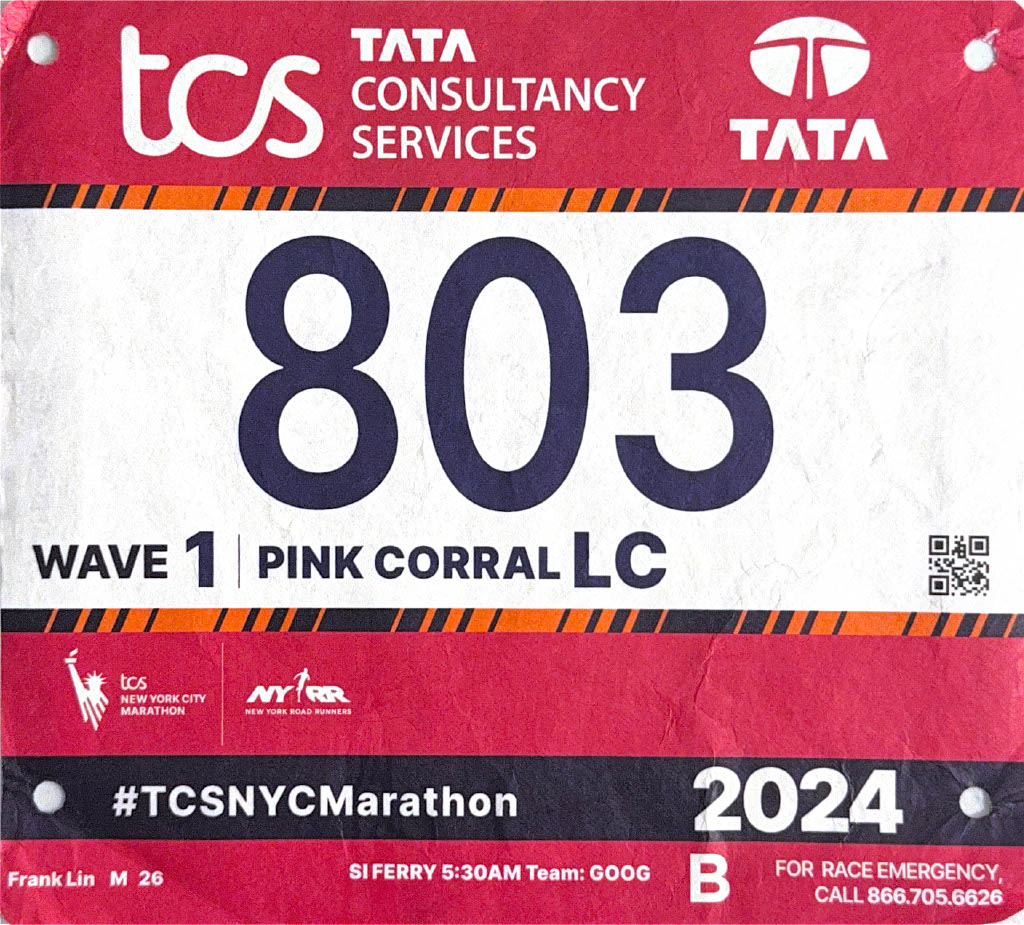 tcs TATA
CONSULTANCY
SERVICES
TATA
803
WAVE 1 | PINK CORRAL LC
tcs
NEW YORK CITY
MARATHON
NYRR
NEW YORK ROAD RUNNERS
#TCSNYCMarathon 2024
Frank Lin M 26
SI FERRY 5:30AM Team: GOOG
B
FOR RACE EMERGENCY,
CALL 866.705.6626